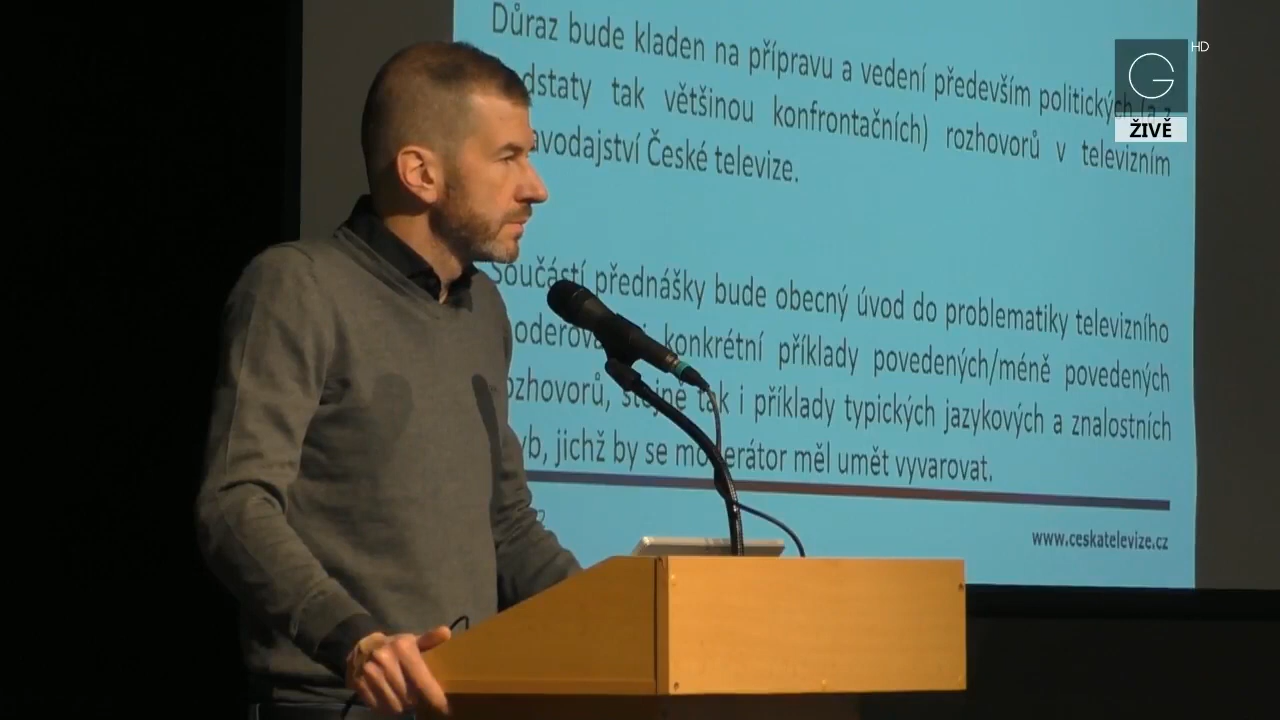 Důraz bude kladen na přípravu a vedení především politických (a z
tak většinou konfrontačních) rozhovorů v televizním
České televize.
Součástí přednášky bude obecný úvod do problematiky televizního
konkrétní příklady povedených/méně povedených
stejně tak i příklady typických jazykových a znalostních
jichž by se moderátor měl umět vyvarovat.
www.ceskatelevize.cz
G HD
ŽIVĚ